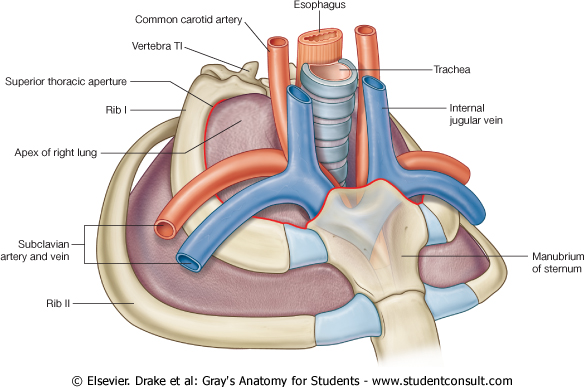 Esophagus
Common carotid artery
Vertebra TI
Trachea
Superior thoracic aperture
Rib I
Internal
jugular vein
Apex of right lung
Subclavian
artery and vein
Manubrium
of sternum
Rib II
© Elsevier. Drake et al: Gray's Anatomy for Students - www.studentconsult.com